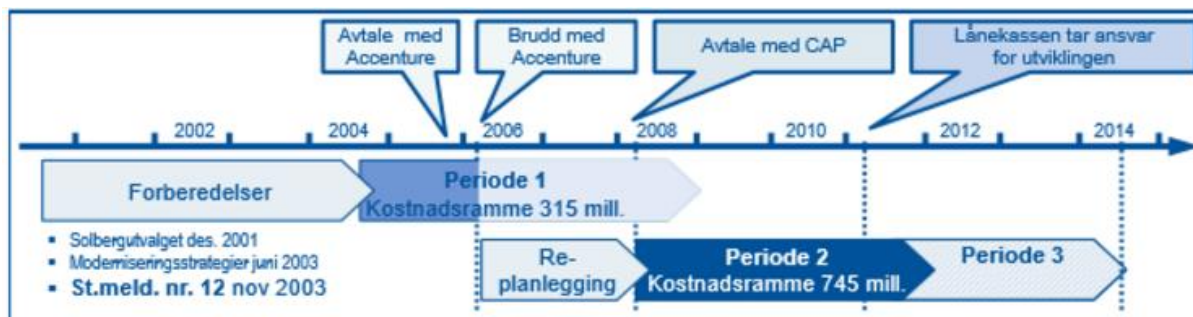 Avtale med
Accenture
Brudd med
Accenture
Avtale med CAP
Lånekassen tar ansvar
for utviklingen
2002
2004
2006
2008
2010
2012
2014
Forberedelser
Periode 1
Kostnadsramme 315 mill.
▪ Solbergutvalget des. 2001
▪ Moderniseringsstrategier juni 2003
▪ St.meld. nr. 12 nov 2003
Re-
planlegging
Periode 2
Kostnadsramme 745 mill.
Periode 3